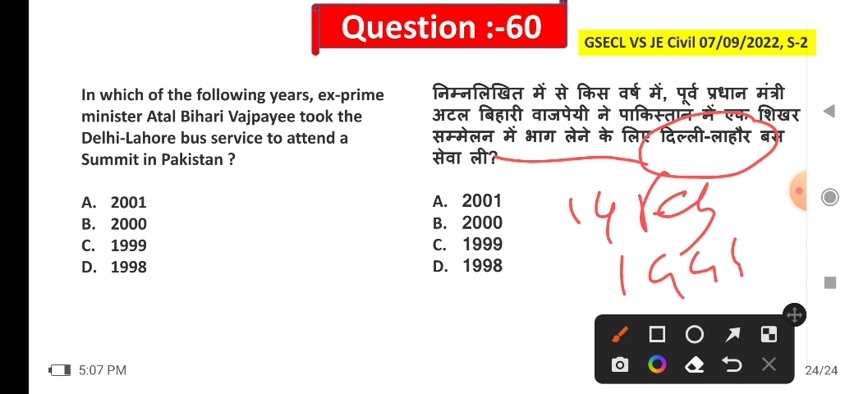 Question :-60
GSECL VS JE Civil 07/09/2022, S-2
In which of the following years, ex-prime
minister Atal Bihari Vajpayee took the
Delhi-Lahore bus service to attend a
Summit in Pakistan ?
A. 2001
B. 2000
C. 1999
D. 1998
निम्नलिखित में से किस वर्ष में, पूर्व प्रधान मंत्री
अटल बिहारी वाजपेयी ने पाकिस्तान में एक शिखर
सम्मेलन में भाग लेने के लिए दिल्ली-लाहौर बस
सेवा ली?
A. 2001
B. 2000
C. 1999
D. 1998
5:07 PM
24/24